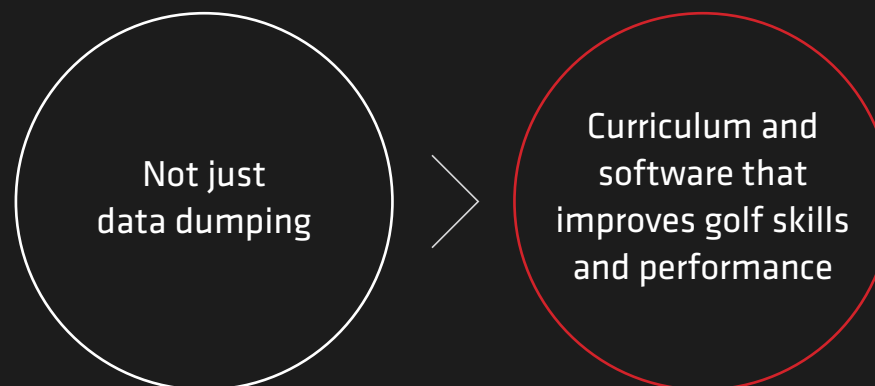 Not just
data dumping
Curriculum and
software that
improves golf skills
and performance